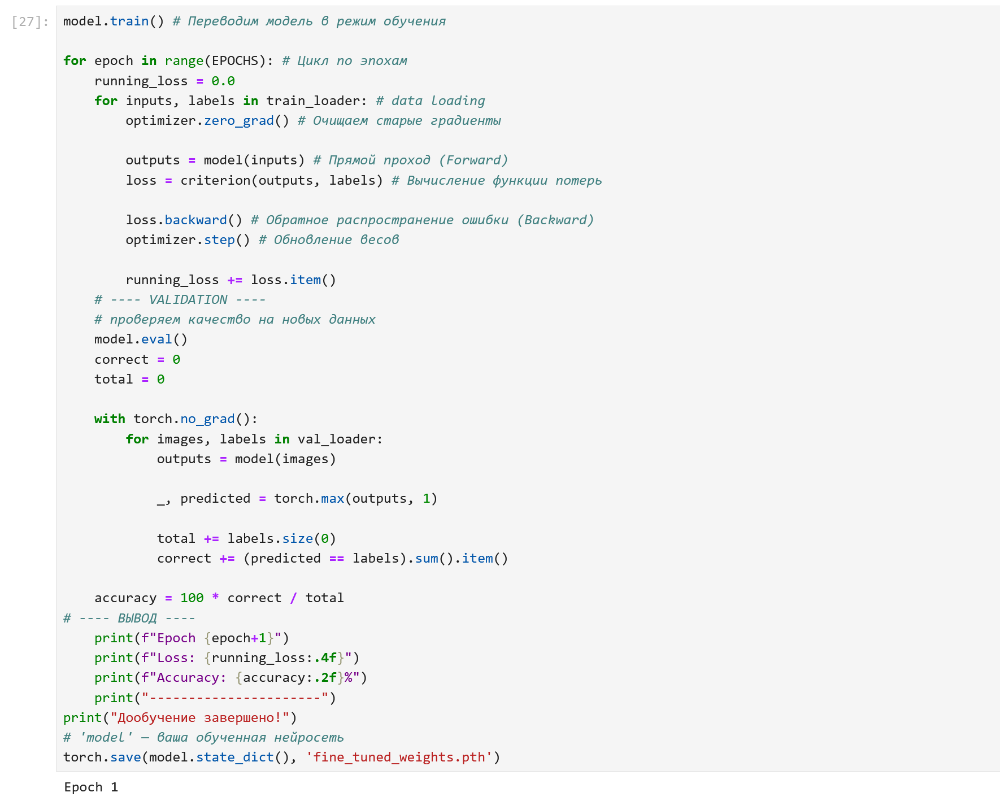 [27]: model.train() # Переводим модель в режим обучения
for epoch in range(EPOCHS): # Цикл по эпохам
    running_loss = 0.0
    for inputs, labels in train_loader: # data loading
        optimizer.zero_grad() # Очищаем старые градиенты
        outputs = model(inputs) # Прямой проход (Forward)
        loss = criterion(outputs, labels) # Вычисление функции потерь
        loss.backward() # Обратное распространение ошибки (Backward)
        optimizer.step() # Обновление весов
        running_loss += loss.item()
    # ---- VALIDATION ----
    # проверяем качество на новых данных
    model.eval()
    correct = 0
    total = 0
    with torch.no_grad():
        for images, labels in val_loader:
            outputs = model(images)
            _, predicted = torch.max(outputs, 1)
            total += labels.size(0)
            correct += (predicted == labels).sum().item()
    accuracy = 100 * correct / total
# ---- ВЫВОД ----
    print(f"Epoch {epoch+1}")
    print(f"Loss: {running_loss:.4f}")
    print(f"Accuracy: {accuracy:.2f}%")
    print("----------------------")
print("Дообучение завершено!")
# 'model' — ваша обученная нейросеть
torch.save(model.state_dict(), 'fine_tuned_weights.pth')
Epoch 1